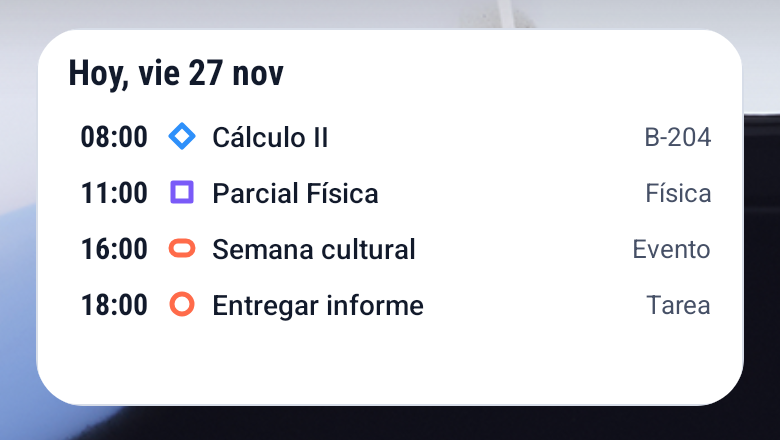 Hoy, vie 27 nov
08:00 Cálculo II B-204
11:00 Parcial Física Física
16:00 Semana cultural Evento
18:00 Entregar informe Tarea